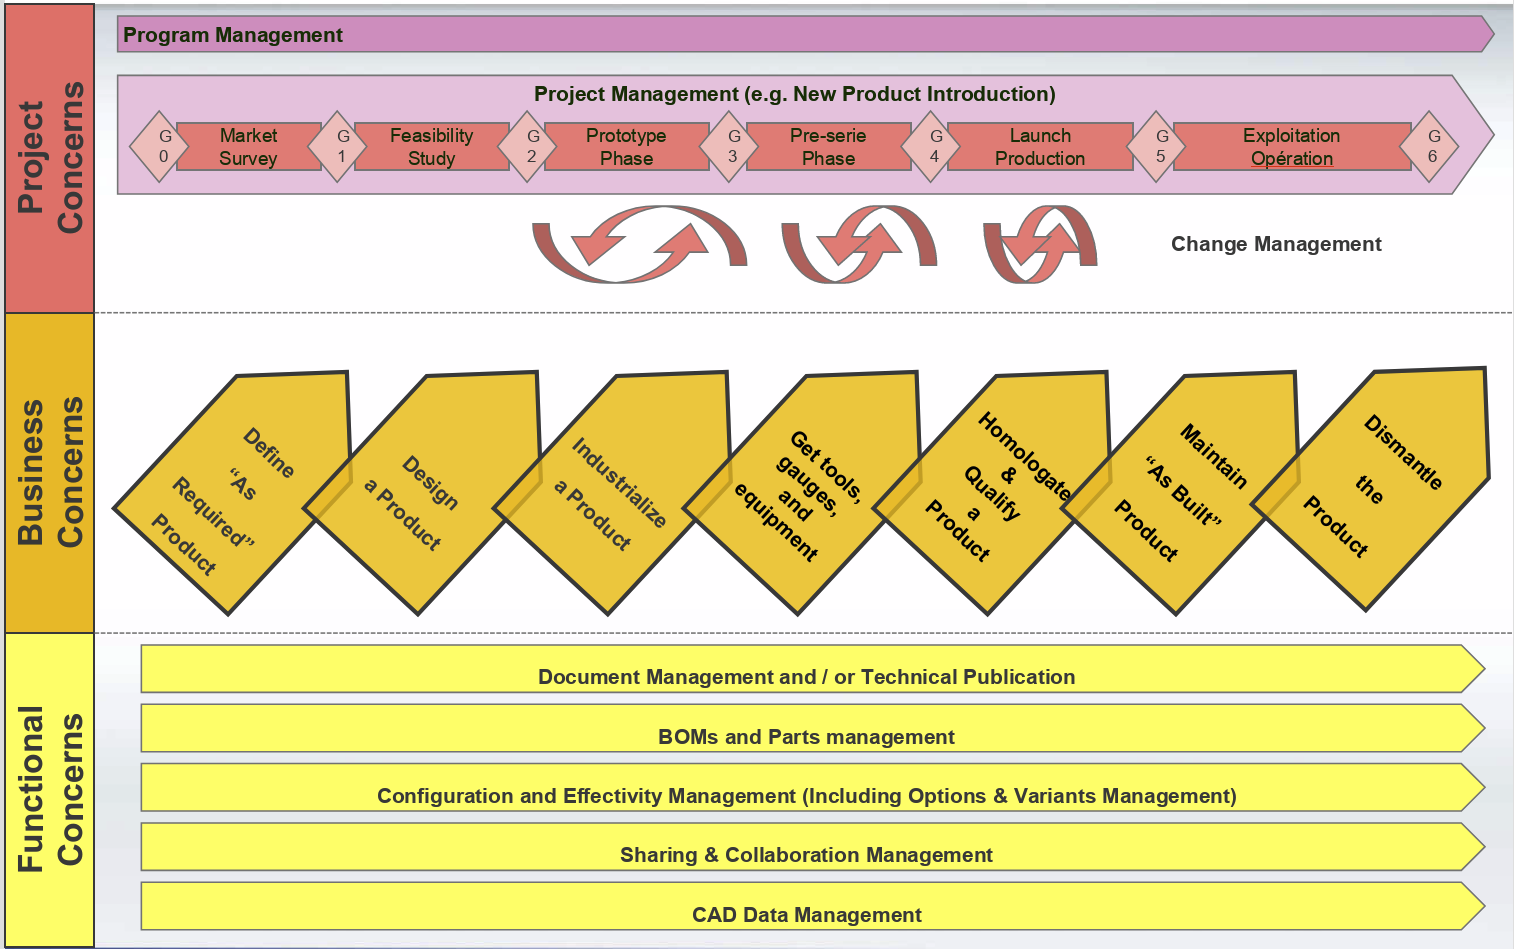 Project
Concerns
Program Management
Project Management (e.g. New Product Introduction)
G
0
Market
Survey
G
1
Feasibility
Study
G
2
Prototype
Phase
G
3
Pre-serie
Phase
G
4
Launch
Production
G
5
Exploitation
Opération
G
6
Change Management
Business
Concerns
Define
“As
Required”
Product
Design
a Product
Industrialize
a Product
Get tools,
gauges,
and
equipment
Homologate
&
Qualify
a
Product
Maintain
“As Built”
Product
Dismantle
the
Product
Functional
Concerns
Document Management and / or Technical Publication
BOMs and Parts management
Configuration and Effectivity Management (Including Options & Variants Management)
Sharing & Collaboration Management
CAD Data Management